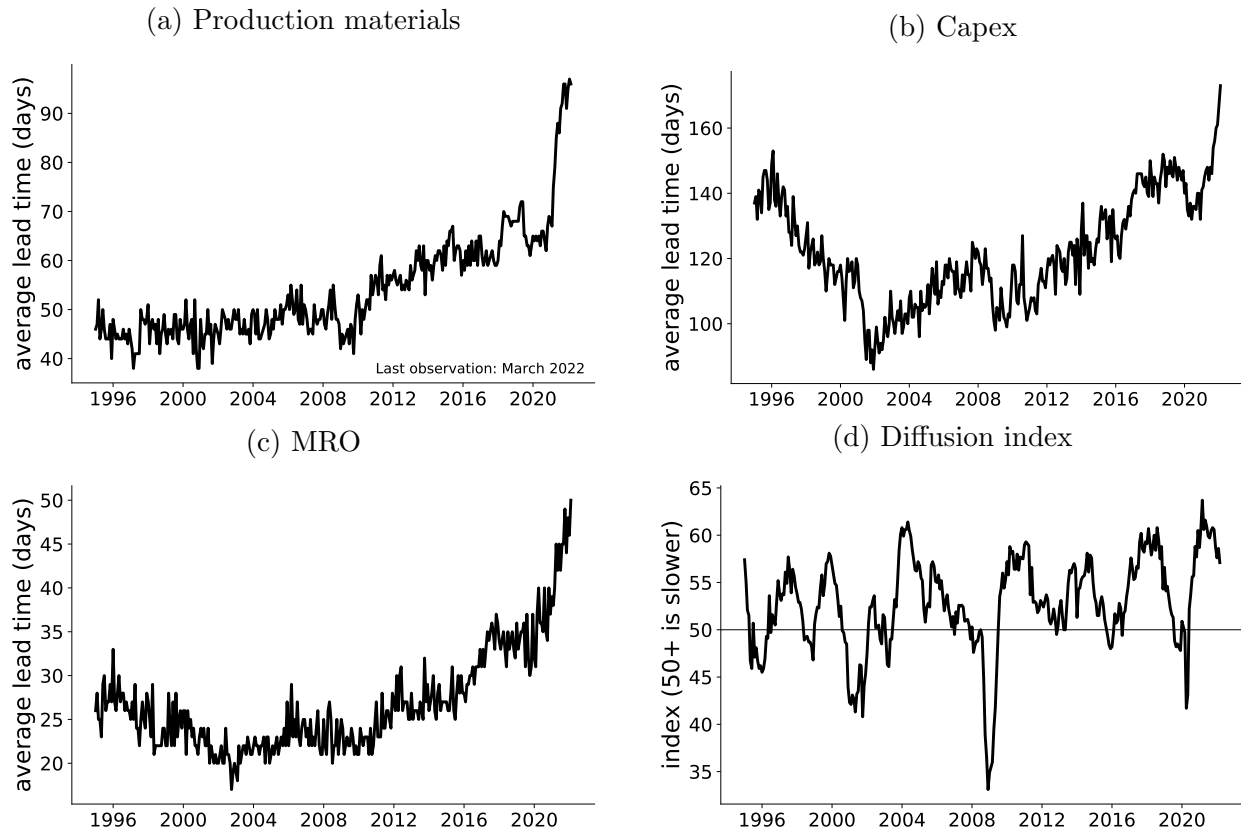 (a) Production materials
average lead time (days)
90
80
70
60
50
40
Last observation: March 2022
1996 2000 2004 2008 2012 2016 2020
(b) Capex
average lead time (days)
160
140
120
100
1996 2000 2004 2008 2012 2016 2020
(c) MRO
average lead time (days)
50
45
40
35
30
25
20
1996 2000 2004 2008 2012 2016 2020
(d) Diffusion index
index (50+ is slower)
65
60
55
50
45
40
35
1996 2000 2004 2008 2012 2016 2020